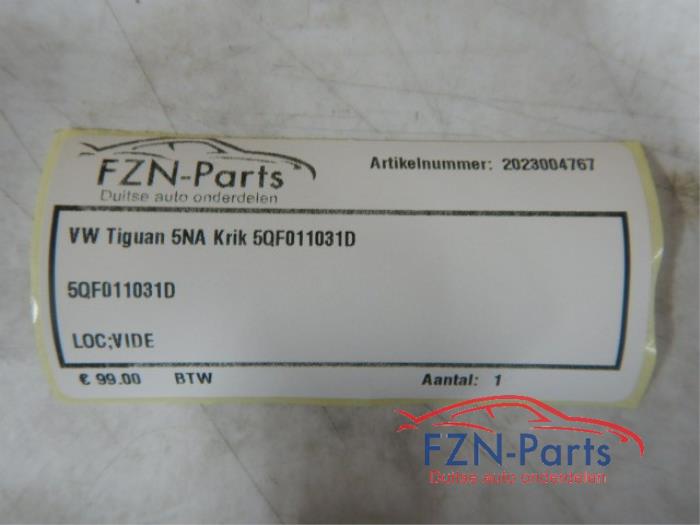 FZN-Parts
Duitse auto onderdelen
Artikelnummer: 2023004767
VW Tiguan 5NA Krik 5QF011031D
5QF011031D
LOC;VIDE
€ 99.00 BTW Aantal: 1
FZN-Parts
Duitse auto onderdelen